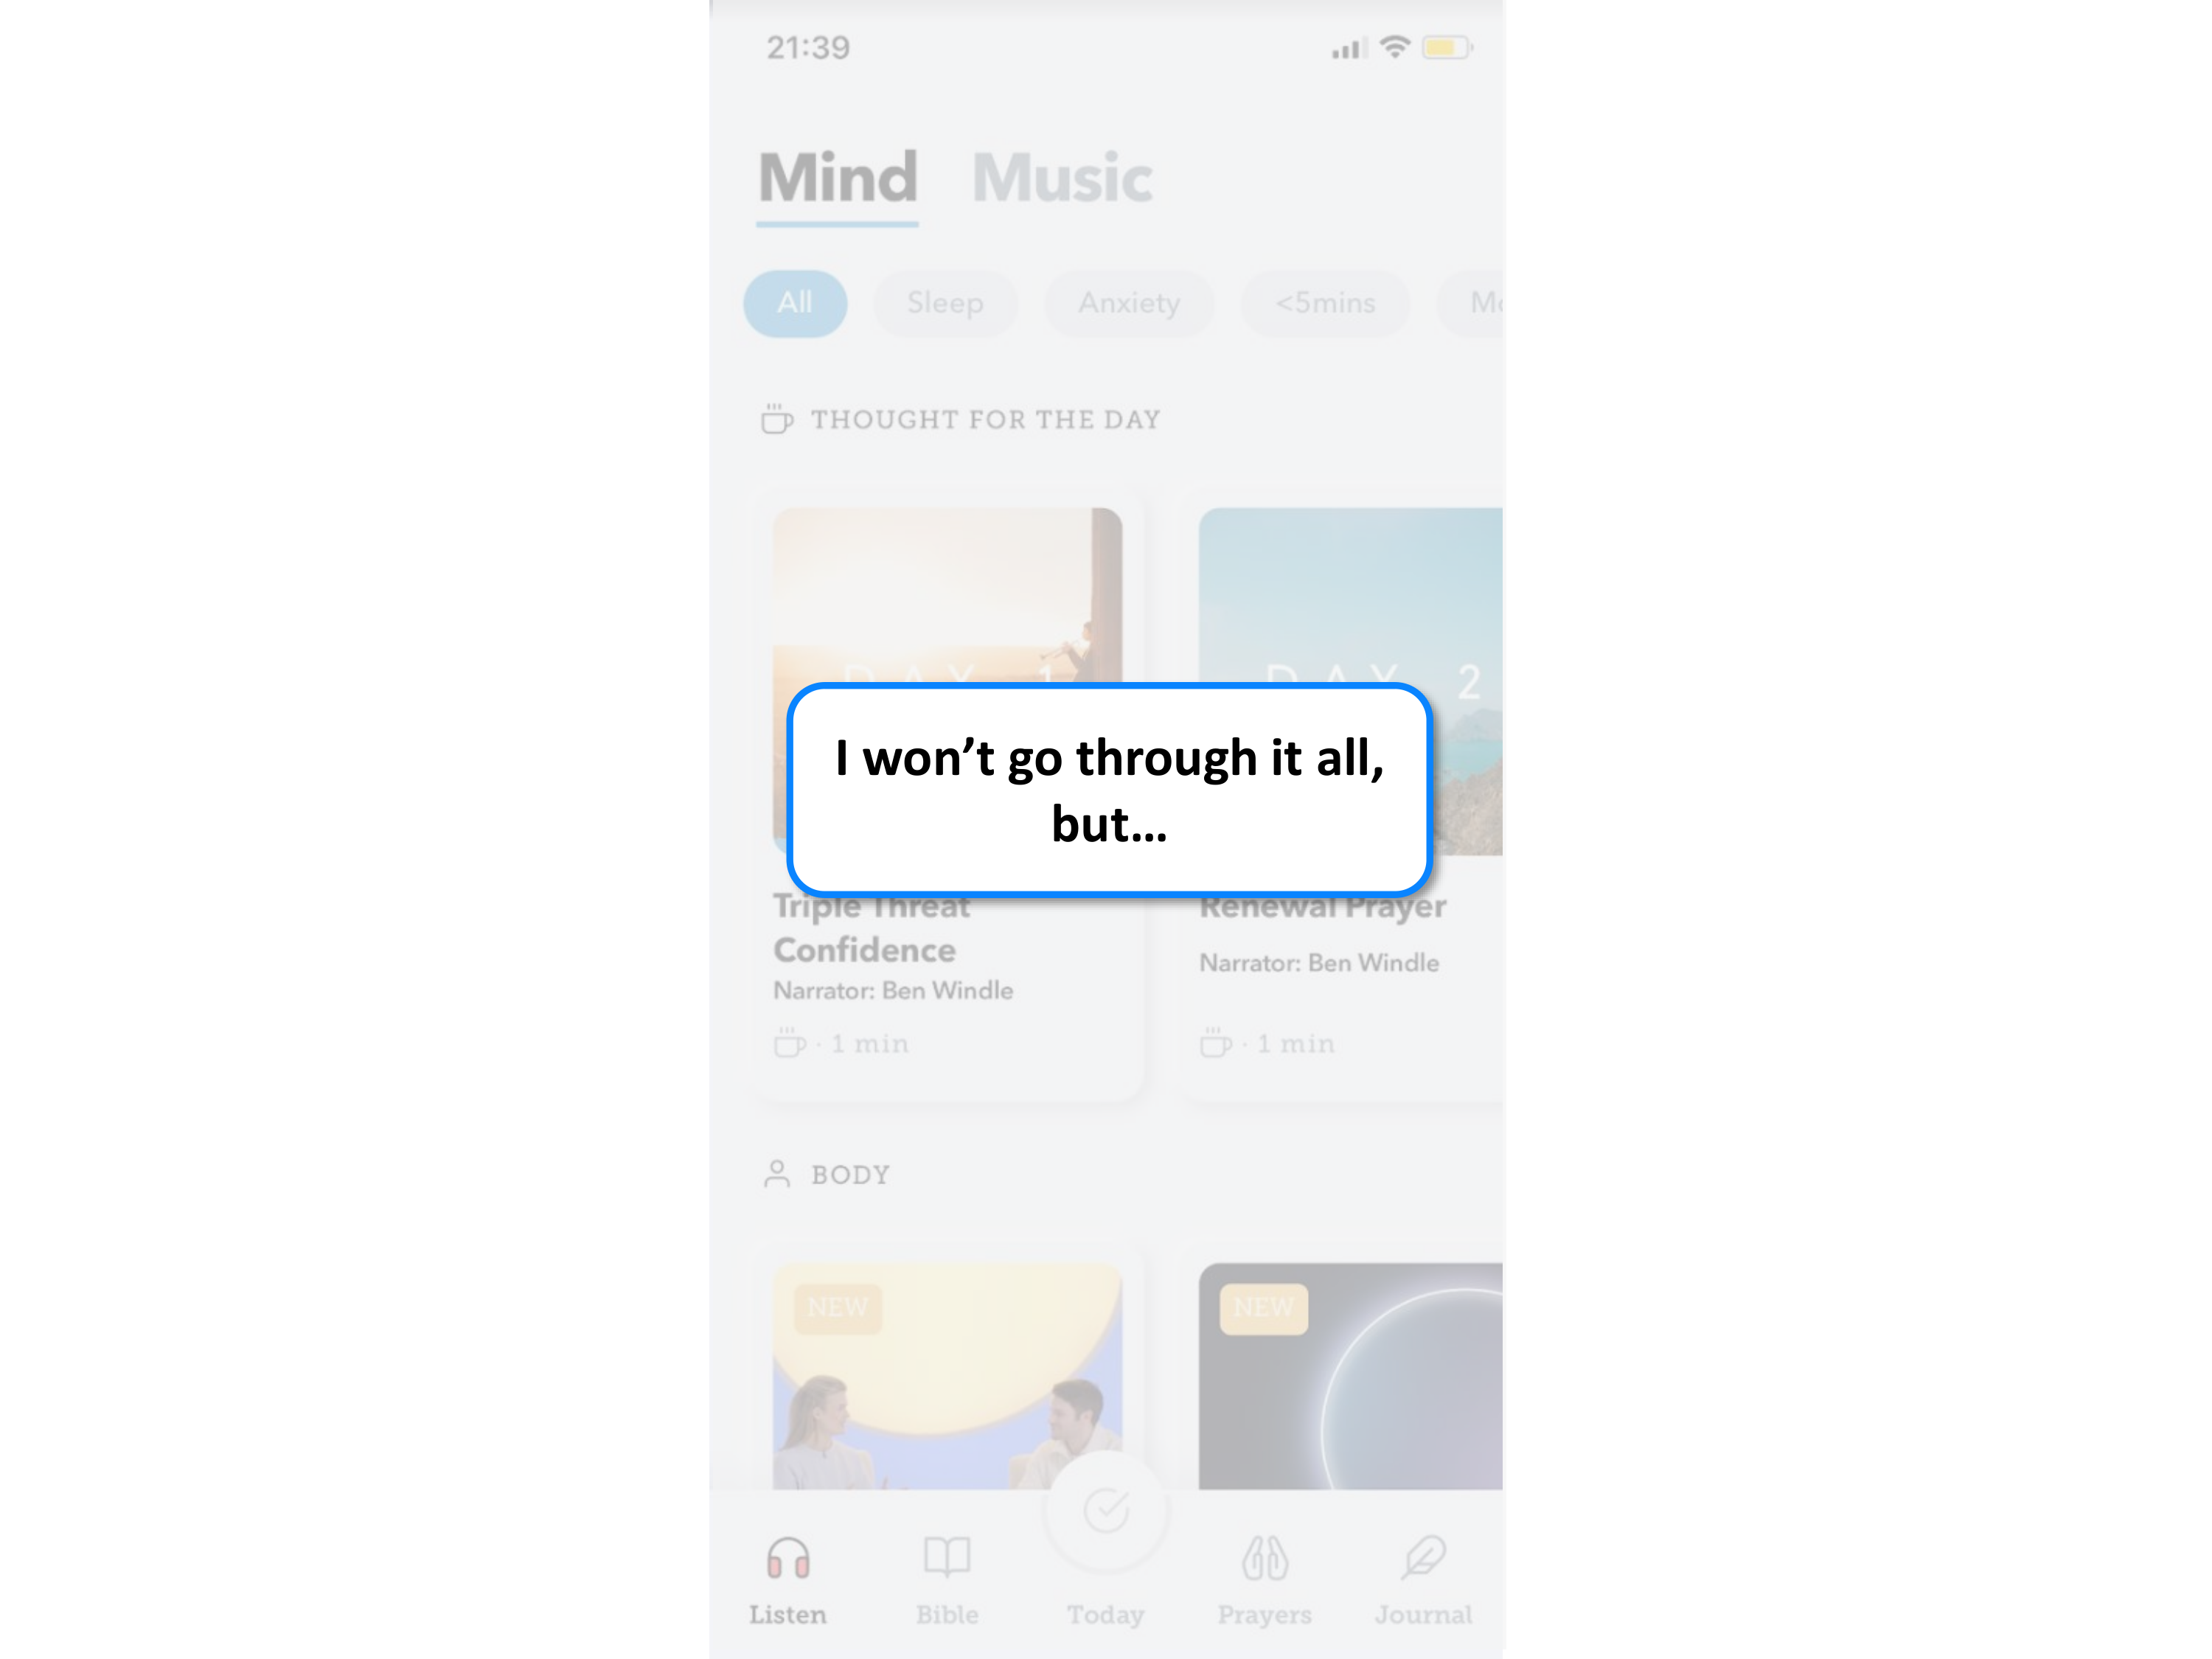 21:39
Mind Music
All Sleep Anxiety <5mins Mo
THOUGHT FOR THE DAY
DAY 1
DAY 2
I won’t go through it all,
but…
Triple Threat
Confidence
Narrator: Ben Windle
· 1 min
Renewal Prayer
Narrator: Ben Windle
· 1 min
BODY
NEW
NEW
Listen Bible Today Prayers Journal